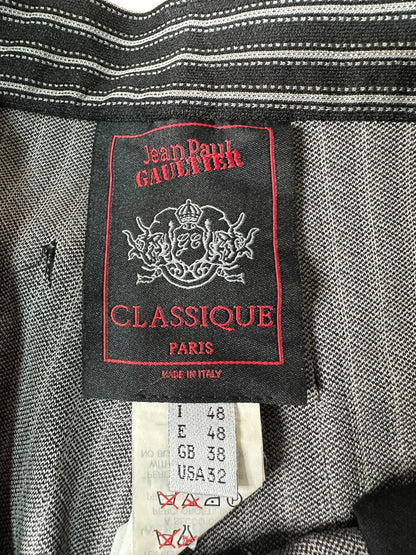 Jean Paul
GAULTIER
CLASSIQUE
PARIS
MADE IN ITALY
I 48
E 48
GB 38
USA 32